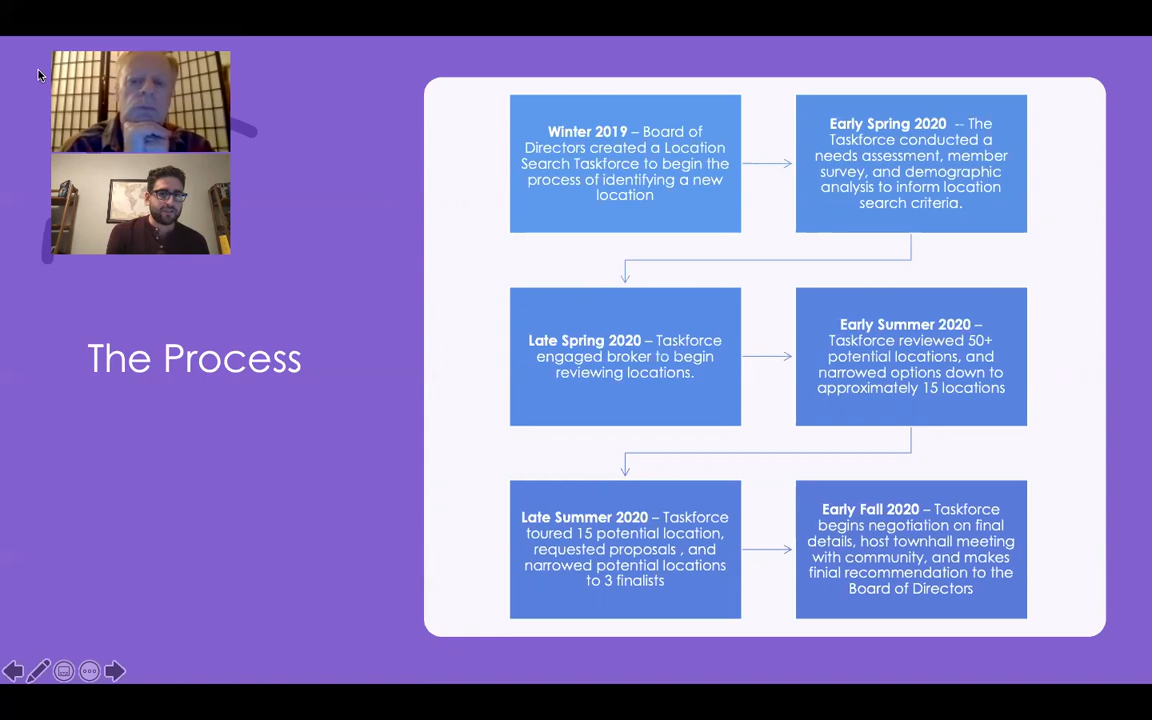 The Process
Winter 2019 – Board of
Directors created a Location
Search Taskforce to begin the
process of identifying a new
location
Early Spring 2020 -- The
Taskforce conducted a
needs assessment, member
survey, and demographic
analysis to inform location
search criteria.
Late Spring 2020 – Taskforce
engaged broker to begin
reviewing locations.
Early Summer 2020 –
Taskforce reviewed 50+
potential locations, and
narrowed options down to
approximately 15 locations
Late Summer 2020 – Taskforce
toured 15 potential location,
requested proposals , and
narrowed potential locations
to 3 finalists
Early Fall 2020 – Taskforce
begins negotiation on final
details, host townhall meeting
with community, and makes
finial recommendation to the
Board of Directors